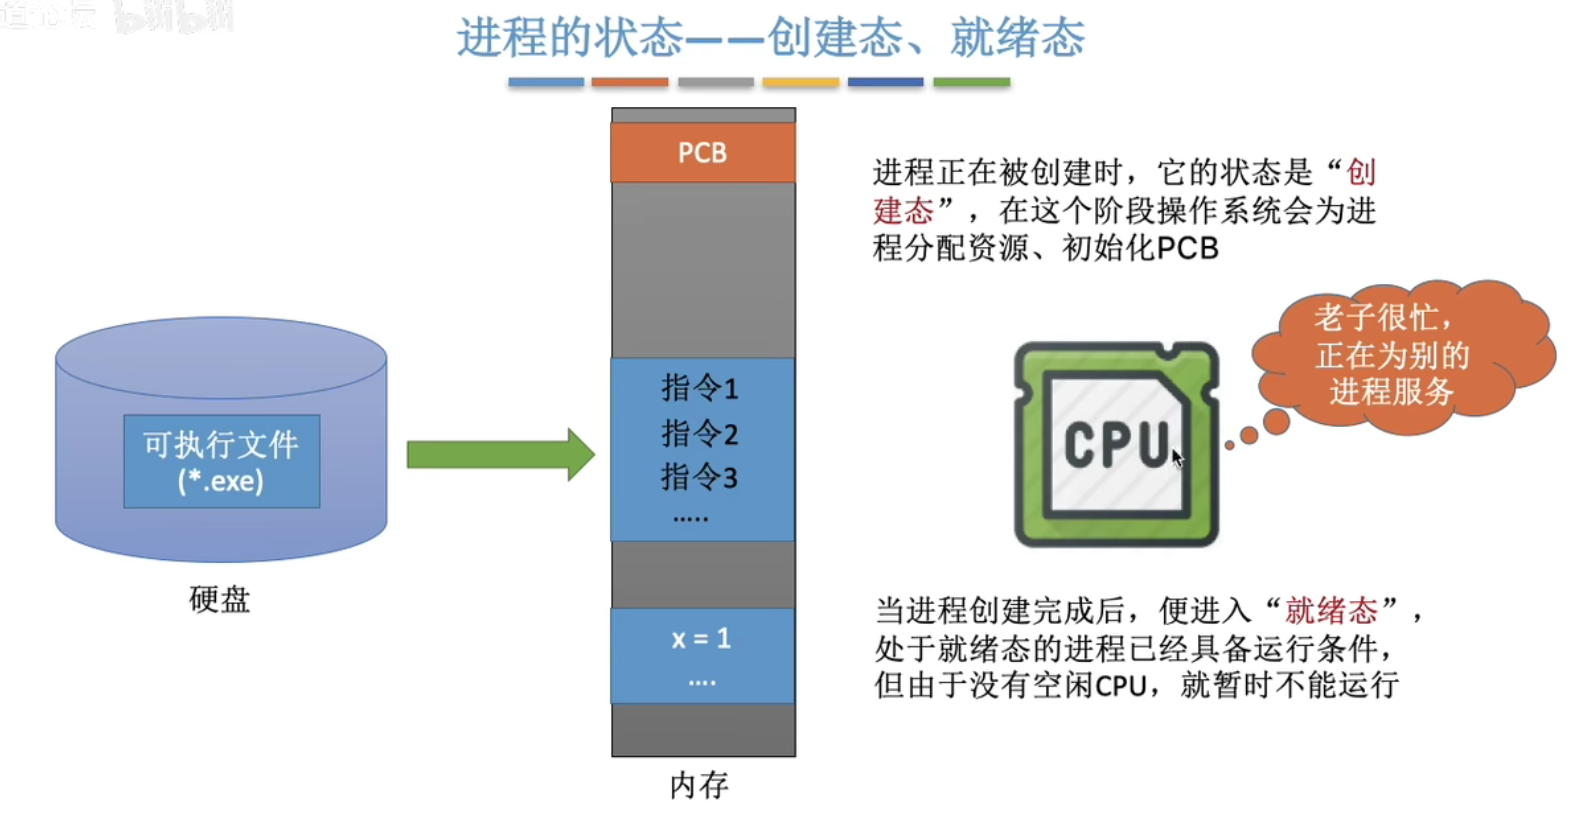 bilibili
进程的状态——创建态、就绪态
PCB
进程正在被创建时，它的状态是“创
建态”，在这个阶段操作系统会为进
程分配资源、初始化PCB
老子很忙，
正在为别的
进程服务
CPU
可执行文件
(*.exe)
硬盘
指令1
指令2
指令3
…..
x = 1
….
内存
当进程创建完成后，便进入“就绪态”，
处于就绪态的进程已经具备运行条件，
但由于没有空闲CPU，就暂时不能运行